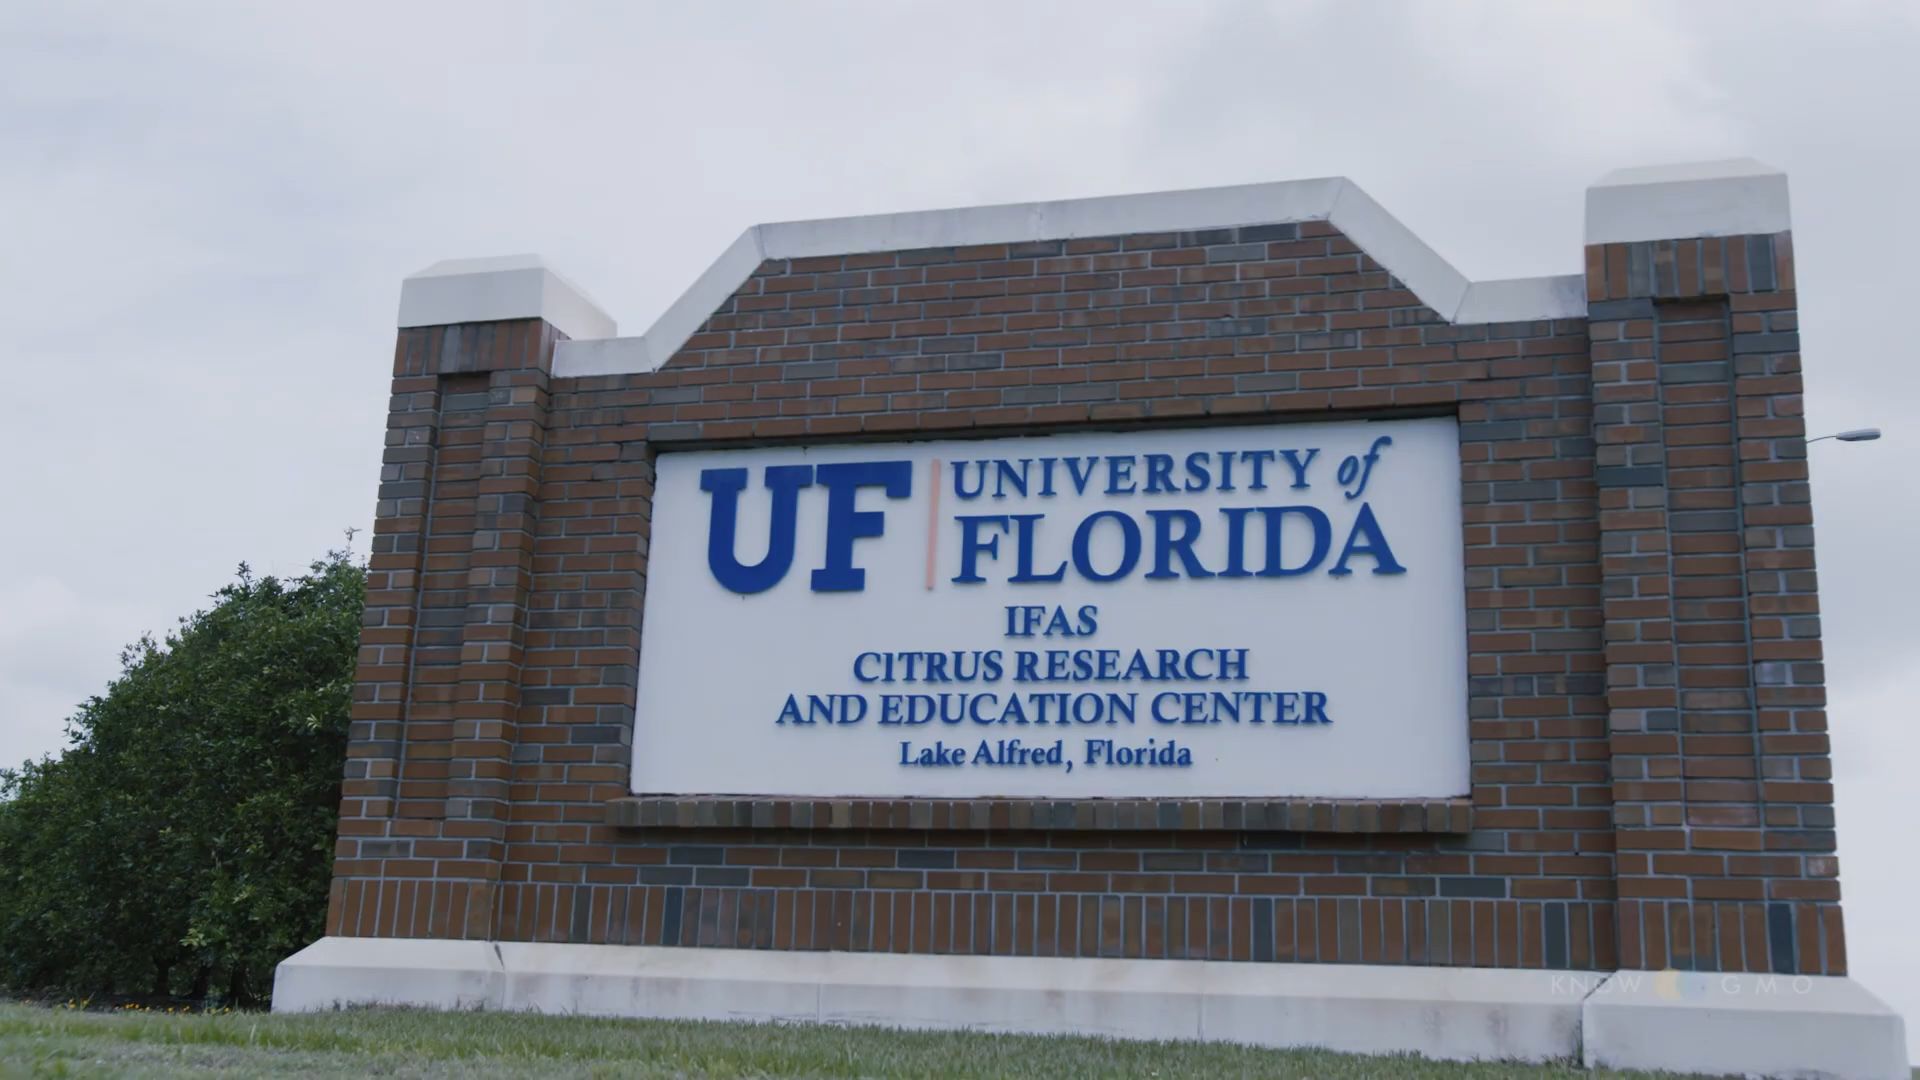 UF UNIVERSITY of
FLORIDA
IFAS
CITRUS RESEARCH
AND EDUCATION CENTER
Lake Alfred, Florida
KNOW GMO